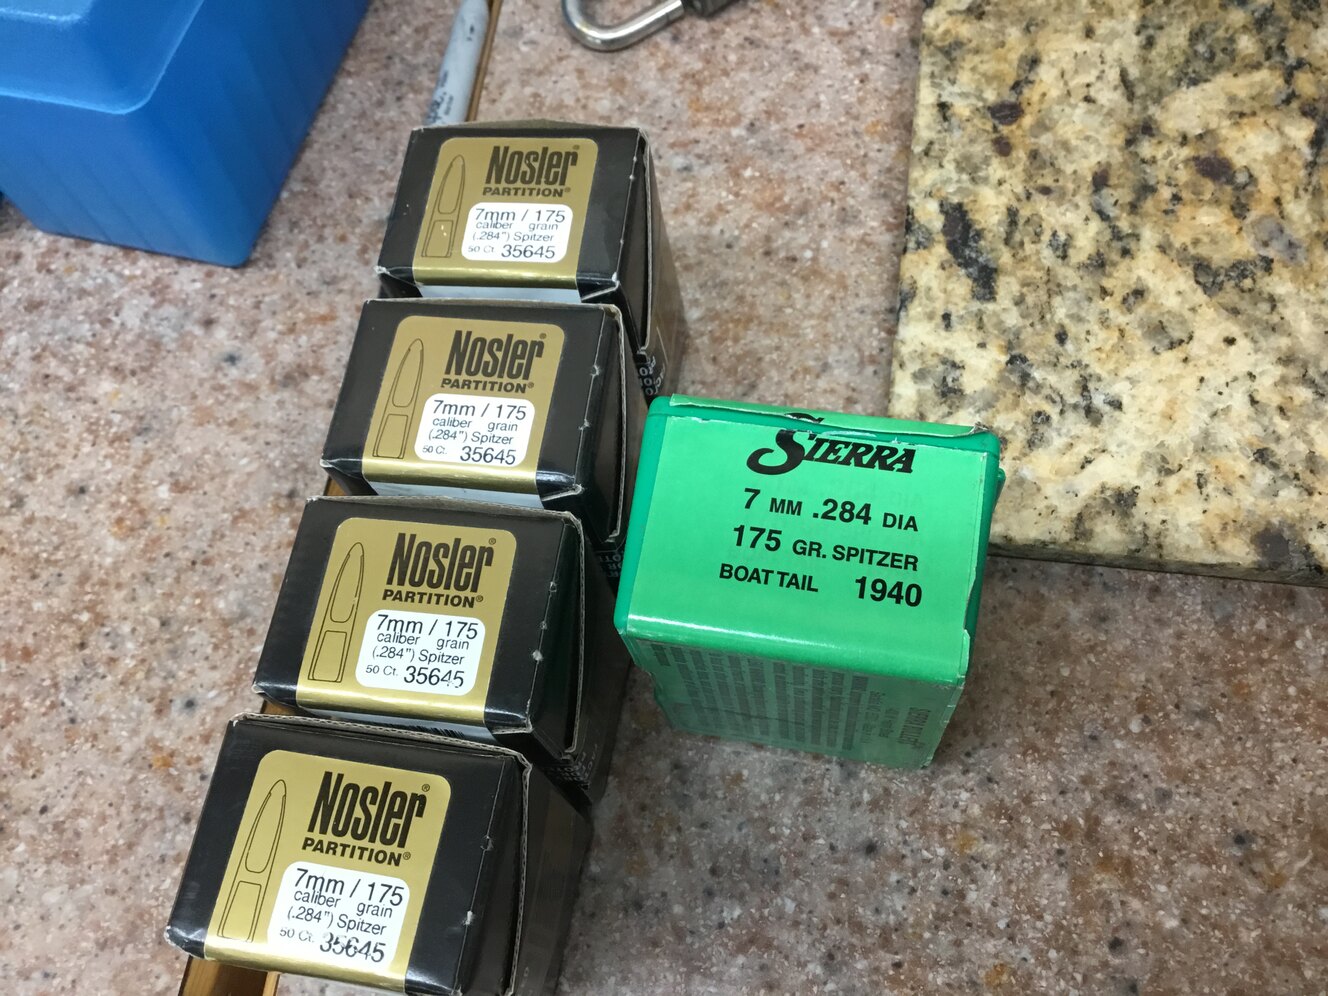 Nosler®
PARTITION®
7mm / 175
caliber grain
(.284") Spitzer
50 Ct. 35645
Nosler®
PARTITION®
7mm / 175
caliber grain
(.284") Spitzer
50 Ct. 35645
Nosler®
PARTITION®
7mm / 175
caliber grain
(.284") Spitzer
50 Ct. 35645
Nosler®
PARTITION®
7mm / 175
caliber grain
(.284") Spitzer
50 Ct. 35645
SIERRA
7 MM .284 DIA
175 GR. SPITZER
BOAT TAIL 1940